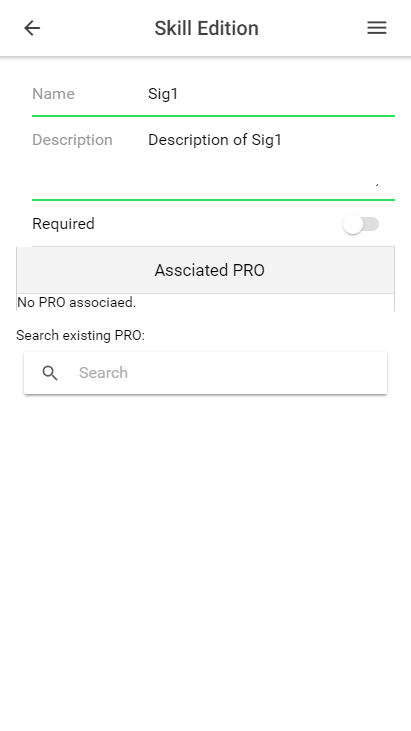 Skill Edition
Name Sig1
Description Description of Sig1
Required
Assciated PRO
No PRO associaed.
Search existing PRO:
Search